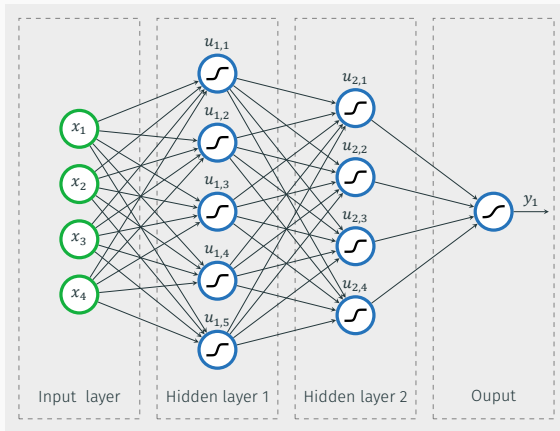 u1,1
u2,1
x1
u1,2
u2,2
x2
u1,3
y1
u2,3
x3
u1,4
u2,4
x4
u1,5
Input layer
Hidden layer 1
Hidden layer 2
Ouput